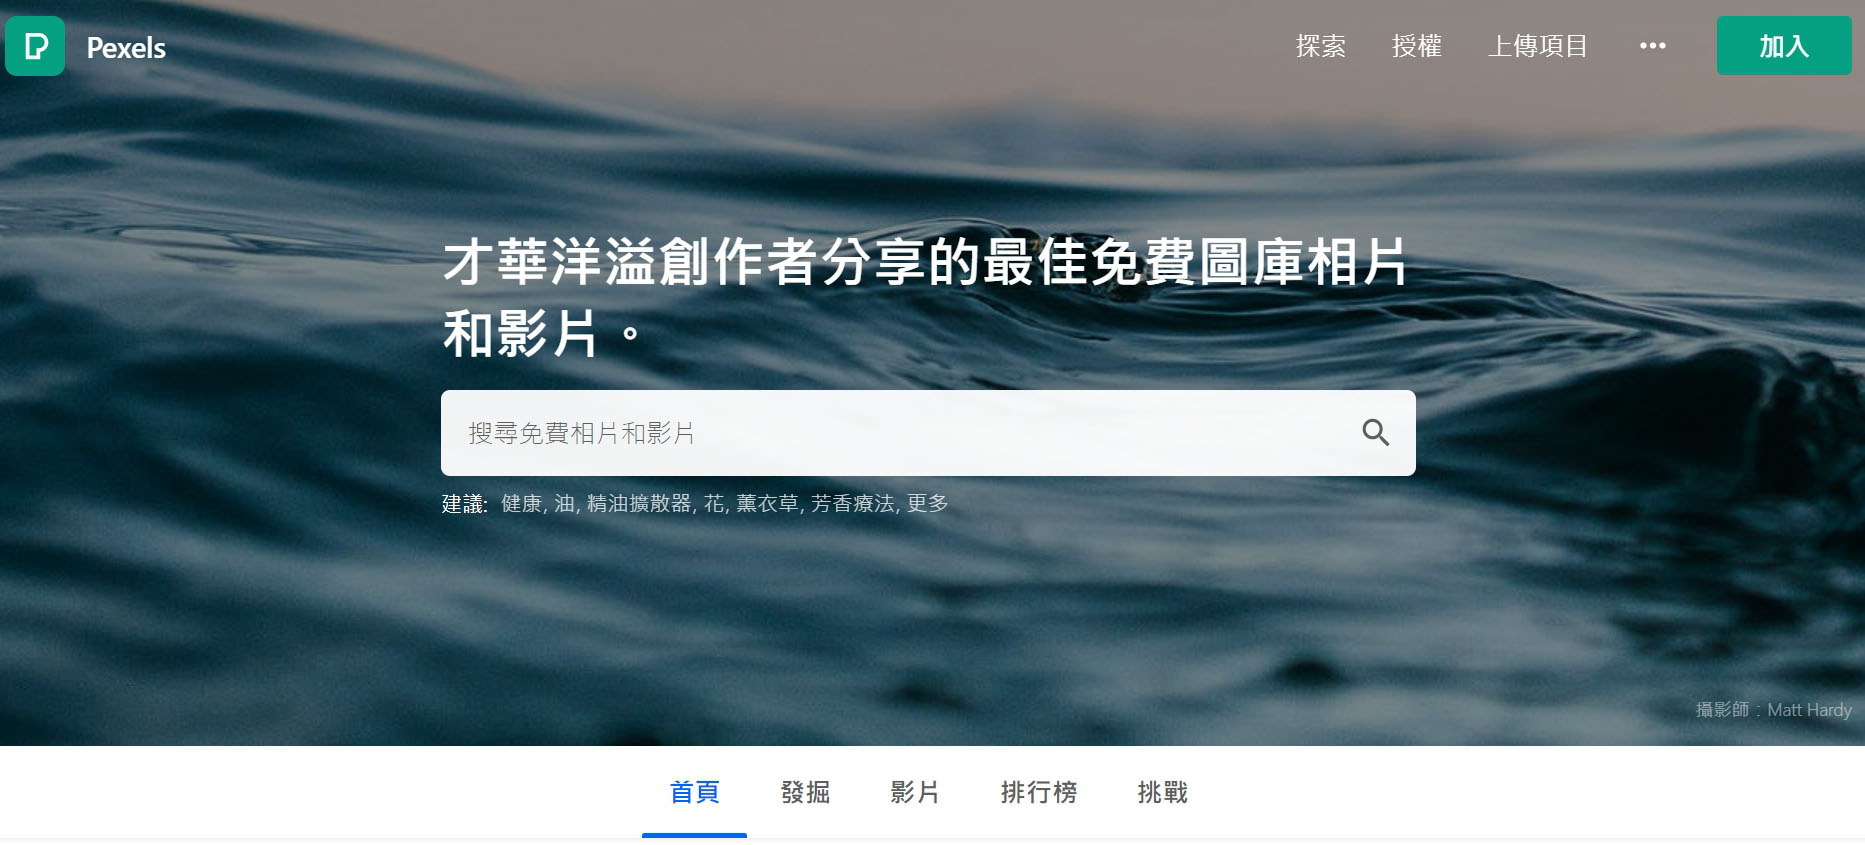 Pexels
探索 授權 上傳項目 ••• 加入
才華洋溢創作者分享的最佳免費圖庫相片
和影片。
搜尋免費相片和影片
建議: 健康, 油, 精油擴散器, 花, 薰衣草, 芳香療法, 更多
攝影師：Matt Hardy
首頁 發掘 影片 排行榜 挑戰